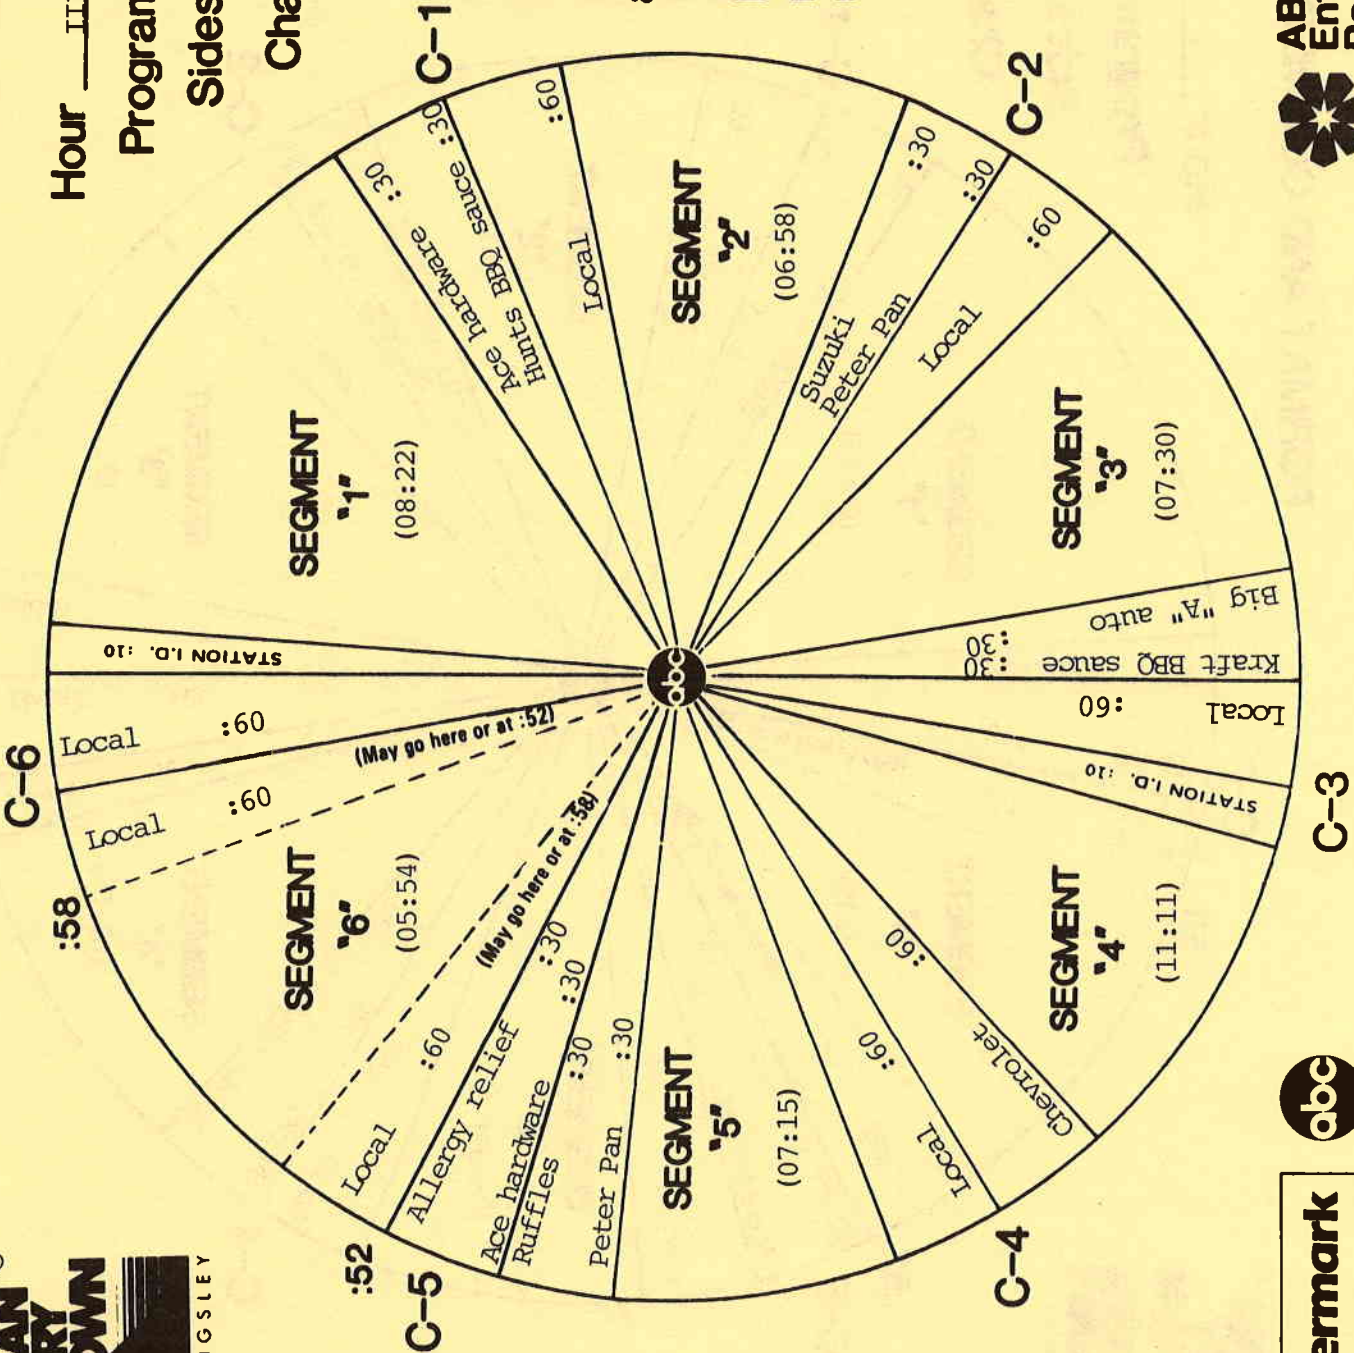 Hour III
Sides
C-1
:30
Ace hardware
Hunts BBQ sauce :30
:60
Local
SEGMENT
"1"
(08:22)
SEGMENT
"2"
(06:58)
C-2
:30
Suzuki
:30
Peter Pan
:60
Local
SEGMENT
"3"
(07:30)
Big "A" auto
:30
Kraft BBQ sauce :30
Local :60
STATION I.D. :10
C-3
SEGMENT
"4"
(11:11)
Chevrolet :60
C-4
Local :60
SEGMENT
"5"
(07:15)
Peter Pan :30
Ruffles :30
Ace hardware :30
Allergy relief :30
C-5
:52
Local :60
(May go here or at :58)
SEGMENT
"6"
(05:54)
:58
(May go here or at :52)
Local :60
C-6
Local :60
STATION I.D. :10
abc
abc